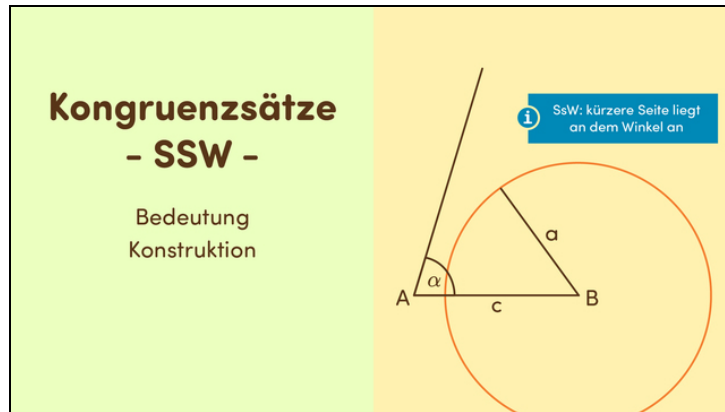 Kongruenzsätze
- SSW -
Bedeutung
Konstruktion
i
SsW: kürzere Seite liegt
an dem Winkel an
a
α
A
B
c